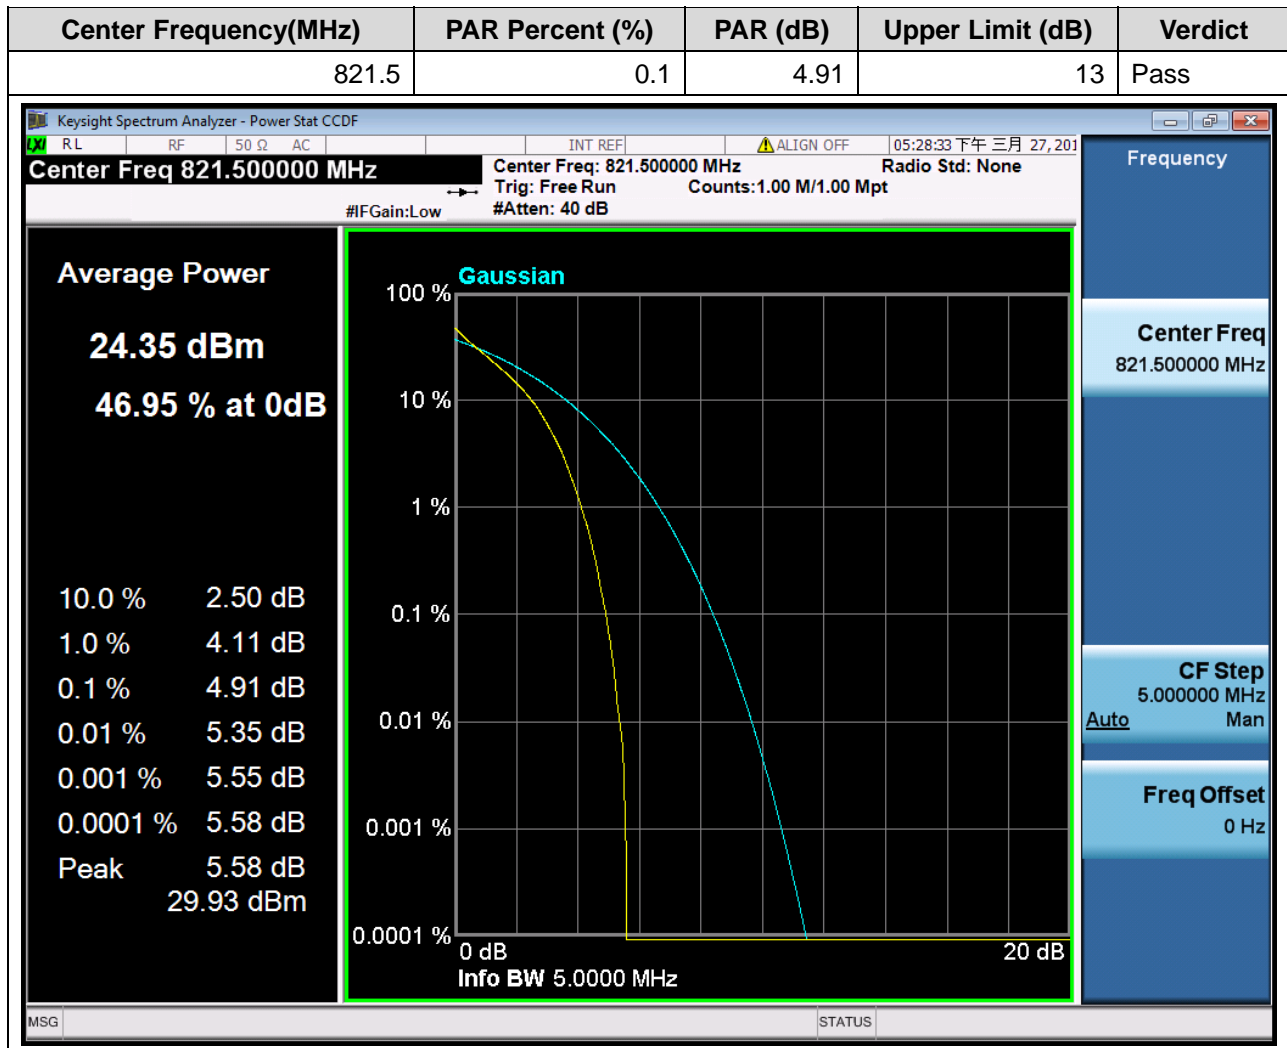 Center Frequency(MHz) PAR Percent (%) PAR (dB) Upper Limit (dB) Verdict
821.5 0.1 4.91 13 Pass
Keysight Spectrum Analyzer - Power Stat CCDF
LXI RL RF 50 Ω AC INT REF ALIGN OFF 05:28:33 下午 三月 27, 201
Center Freq 821.500000 MHz
Center Freq: 821.500000 MHz Radio Std: None
Trig: Free Run Counts:1.00 M/1.00 Mpt
#IFGain:Low #Atten: 40 dB
Average Power
24.35 dBm
46.95 % at 0dB
10.0 % 2.50 dB
1.0 % 4.11 dB
0.1 % 4.91 dB
0.01 % 5.35 dB
0.001 % 5.55 dB
0.0001 % 5.58 dB
Peak 5.58 dB
29.93 dBm
Gaussian
100 %
10 %
1 %
0.1 %
0.01 %
0.001 %
0.0001 %
0 dB 20 dB
Info BW 5.0000 MHz
Frequency
Center Freq
821.500000 MHz
CF Step
5.000000 MHz
Auto Man
Freq Offset
0 Hz
MSG STATUS